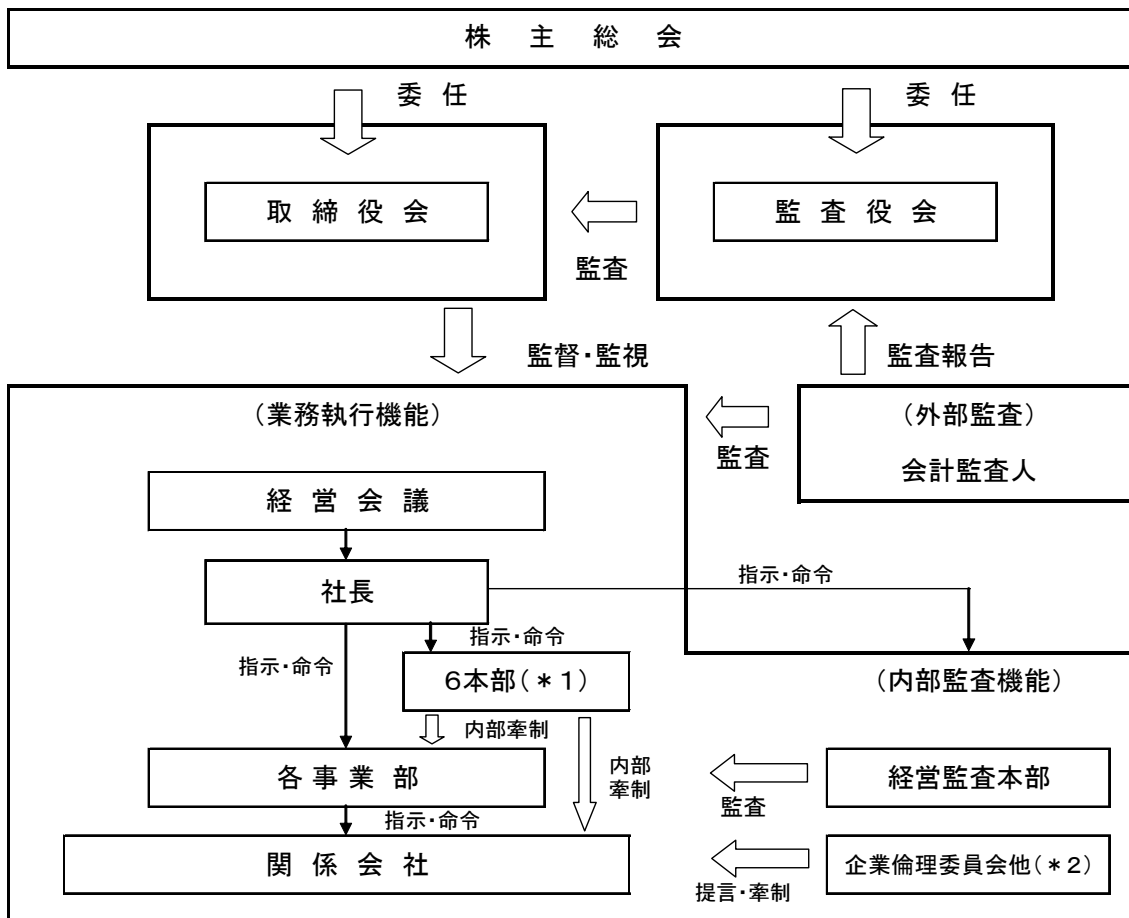 株主総会
委任
委任
取締役会
監査役会
監査
監督・監視
監査報告
(業務執行機能)
(外部監査)
会計監査人
監査
経営会議
社長
指示・命令
指示・命令
指示・命令
6本部(*1)
(内部監査機能)
内部牽制
各事業部
内部
牽制
経営監査本部
監査
指示・命令
関係会社
企業倫理委員会他(*2)
提言・牽制